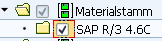 Materialstamm
SAP R/3 4.6C